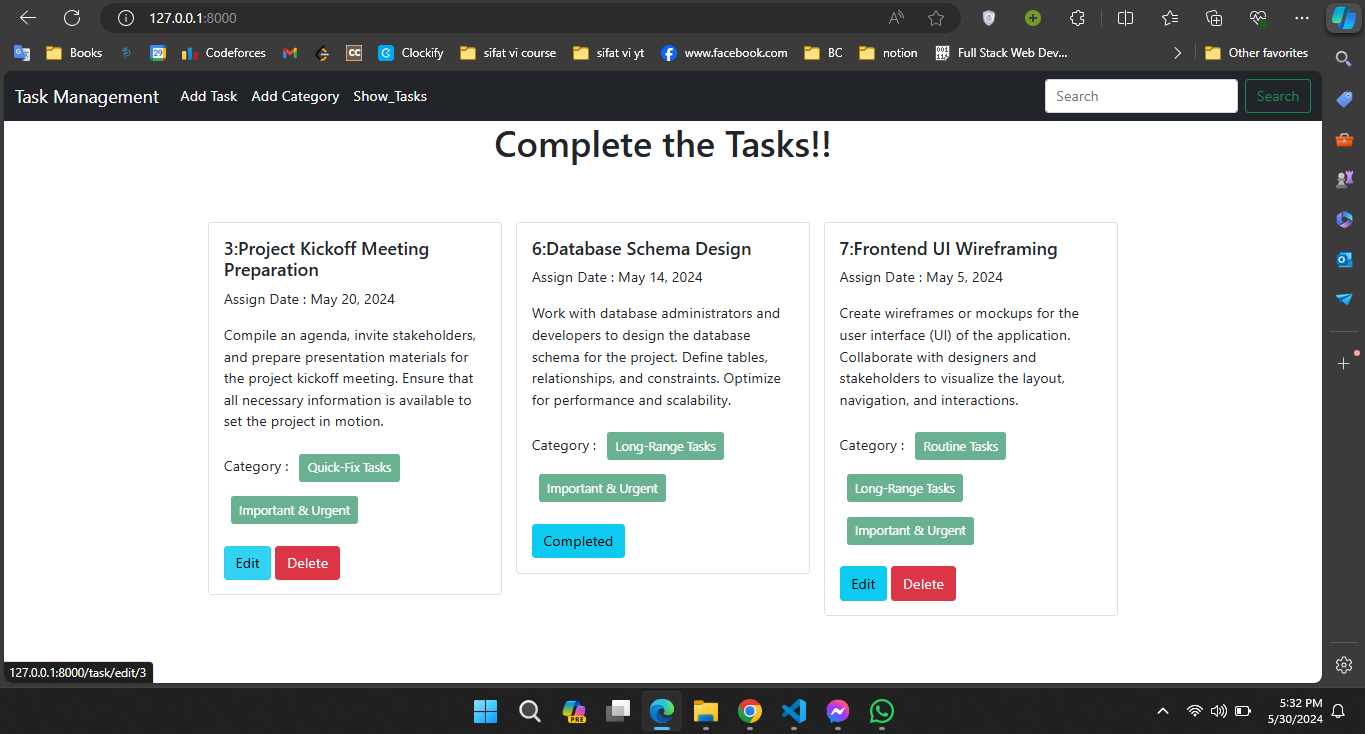 127.0.0.1:8000
Books
29
Codeforces
CC
Clockify
sifat vi course
sifat vi yt
www.facebook.com
BC
notion
Full Stack Web Dev...
Other favorites
Task Management
Add Task
Add Category
Show_Tasks
Search
Search
Complete the Tasks!!
3:Project Kickoff Meeting
Preparation
Assign Date : May 20, 2024
Compile an agenda, invite stakeholders,
and prepare presentation materials for
the project kickoff meeting. Ensure that
all necessary information is available to
set the project in motion.
Category :
Quick-Fix Tasks
Important & Urgent
Edit
Delete
6:Database Schema Design
Assign Date : May 14, 2024
Work with database administrators and
developers to design the database
schema for the project. Define tables,
relationships, and constraints. Optimize
for performance and scalability.
Category :
Long-Range Tasks
Important & Urgent
Completed
7:Frontend UI Wireframing
Assign Date : May 5, 2024
Create wireframes or mockups for the
user interface (UI) of the application.
Collaborate with designers and
stakeholders to visualize the layout,
navigation, and interactions.
Category :
Routine Tasks
Long-Range Tasks
Important & Urgent
Edit
Delete
127.0.0.1:8000/task/edit/3
PRE
5:32 PM
5/30/2024